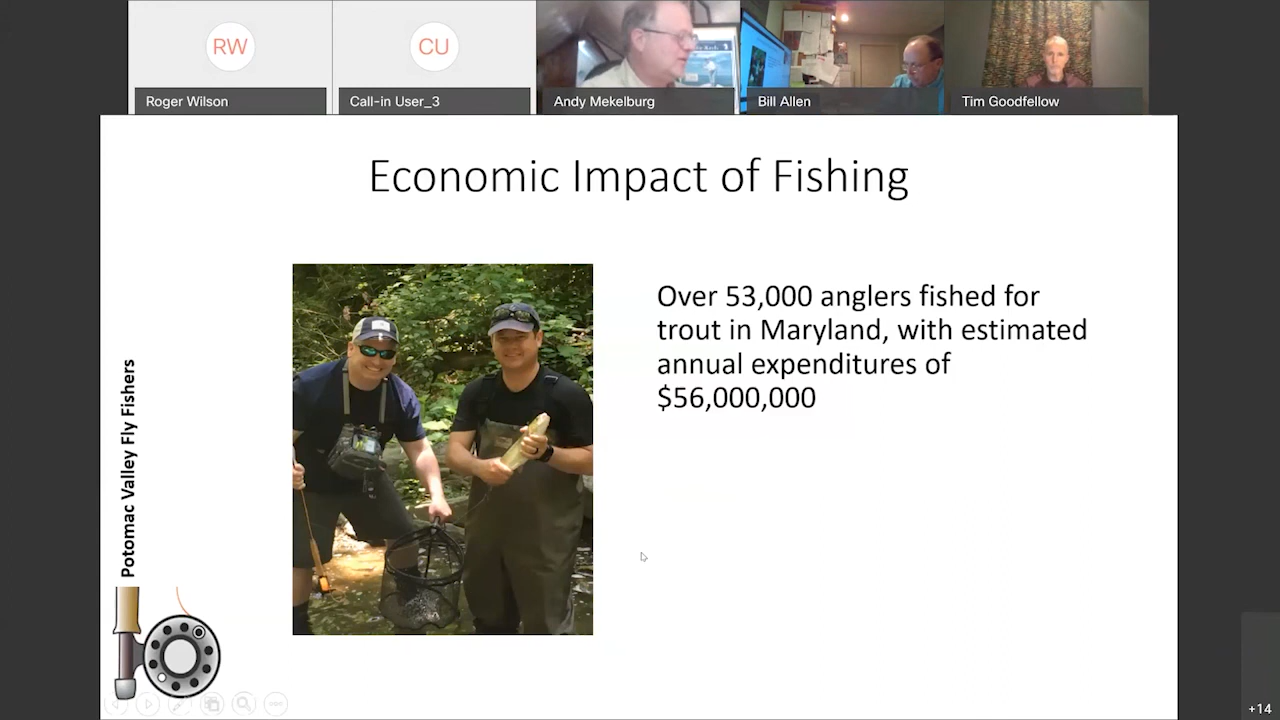 RW
CU
Roger Wilson
Call-in User_3
Andy Mekelburg
Bill Allen
Tim Goodfellow
Economic Impact of Fishing
Over 53,000 anglers fished for
trout in Maryland, with estimated
annual expenditures of
$56,000,000
Potomac Valley Fly Fishers
+14